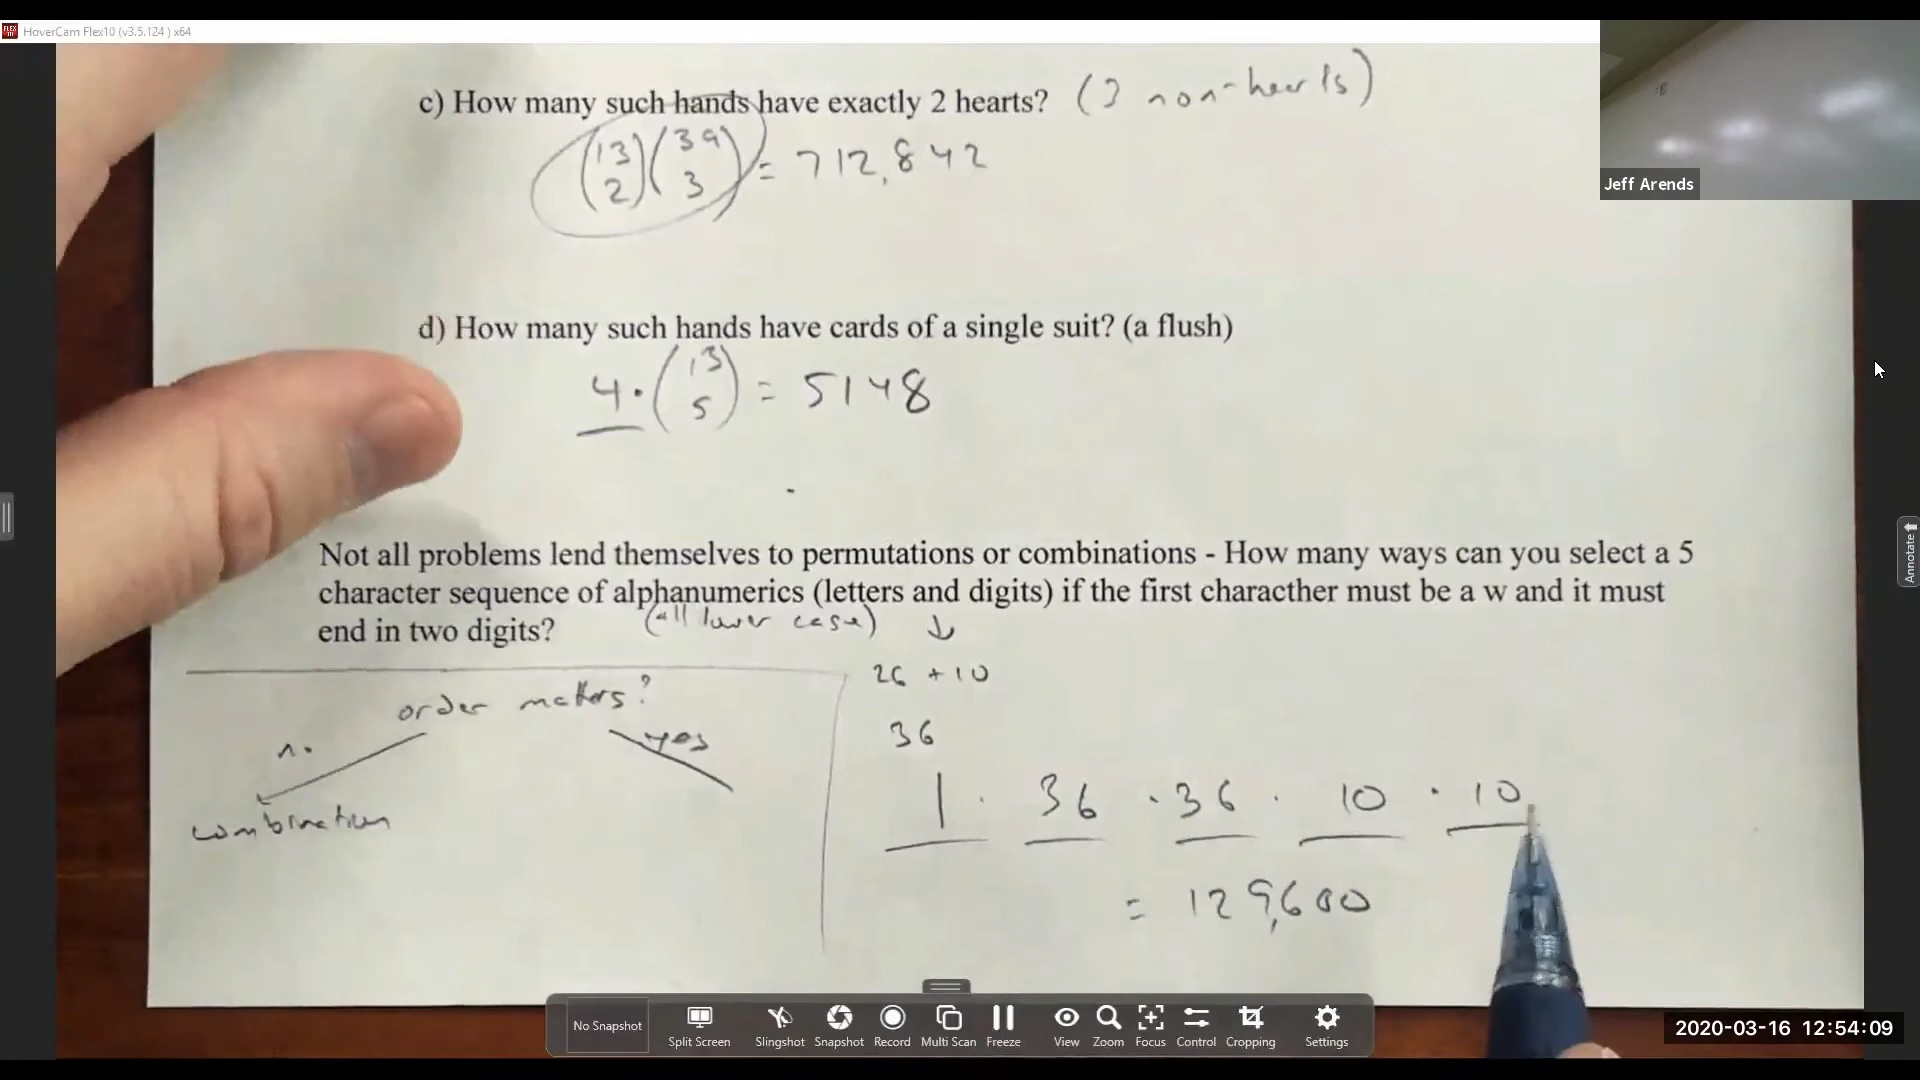 HoverCam Flex10 (v3.5.124 ) x64
Jeff Arends
c) How many such hands have exactly 2 hearts? (3 non-hearts)
(13 2)(39 3) = 712,842
d) How many such hands have cards of a single suit? (a flush)
4 · (13 5) = 5148
Not all problems lend themselves to permutations or combinations - How many ways can you select a 5
character sequence of alphanumerics (letters and digits) if the first characther must be a w and it must
end in two digits? (all lower case) ↓
26 + 10
order matters?
36
no yes
1 · 36 · 36 · 10 · 10
combination
= 129,600
Annotate
No Snapshot Split Screen Slingshot Snapshot Record Multi Scan Freeze View Zoom Focus Control Cropping Settings
2020-03-16 12:54:09